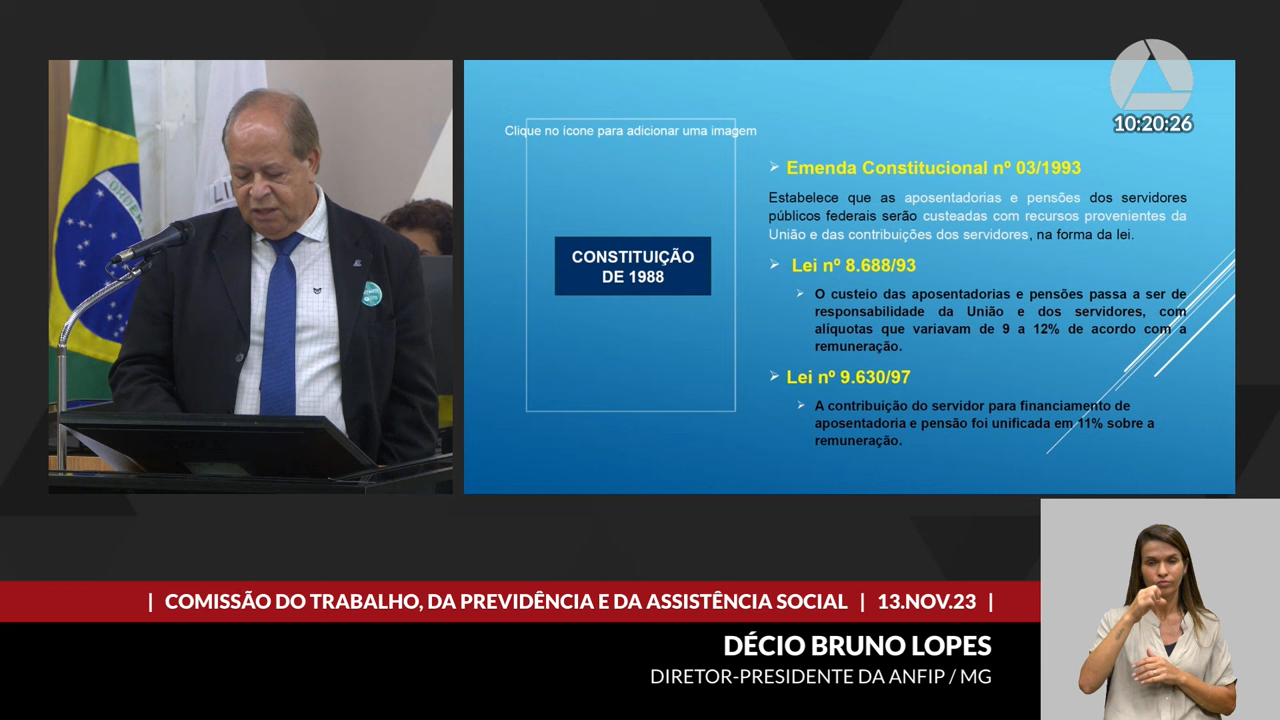 10:20:26
Clique no ícone para adicionar uma imagem
CONSTITUIÇÃO
DE 1988
Emenda Constitucional nº 03/1993
Estabelece que as aposentadorias e pensões dos servidores
públicos federais serão custeadas com recursos provenientes da
União e das contribuições dos servidores, na forma da lei.
Lei nº 8.688/93
O custeio das aposentadorias e pensões passa a ser de
responsabilidade da União e dos servidores, com
alíquotas que variavam de 9 a 12% de acordo com a
remuneração.
Lei nº 9.630/97
A contribuição do servidor para financiamento de
aposentadoria e pensão foi unificada em 11% sobre a
remuneração.
| COMISSÃO DO TRABALHO, DA PREVIDÊNCIA E DA ASSISTÊNCIA SOCIAL | 13.NOV.23 |
DÉCIO BRUNO LOPES
DIRETOR-PRESIDENTE DA ANFIP / MG